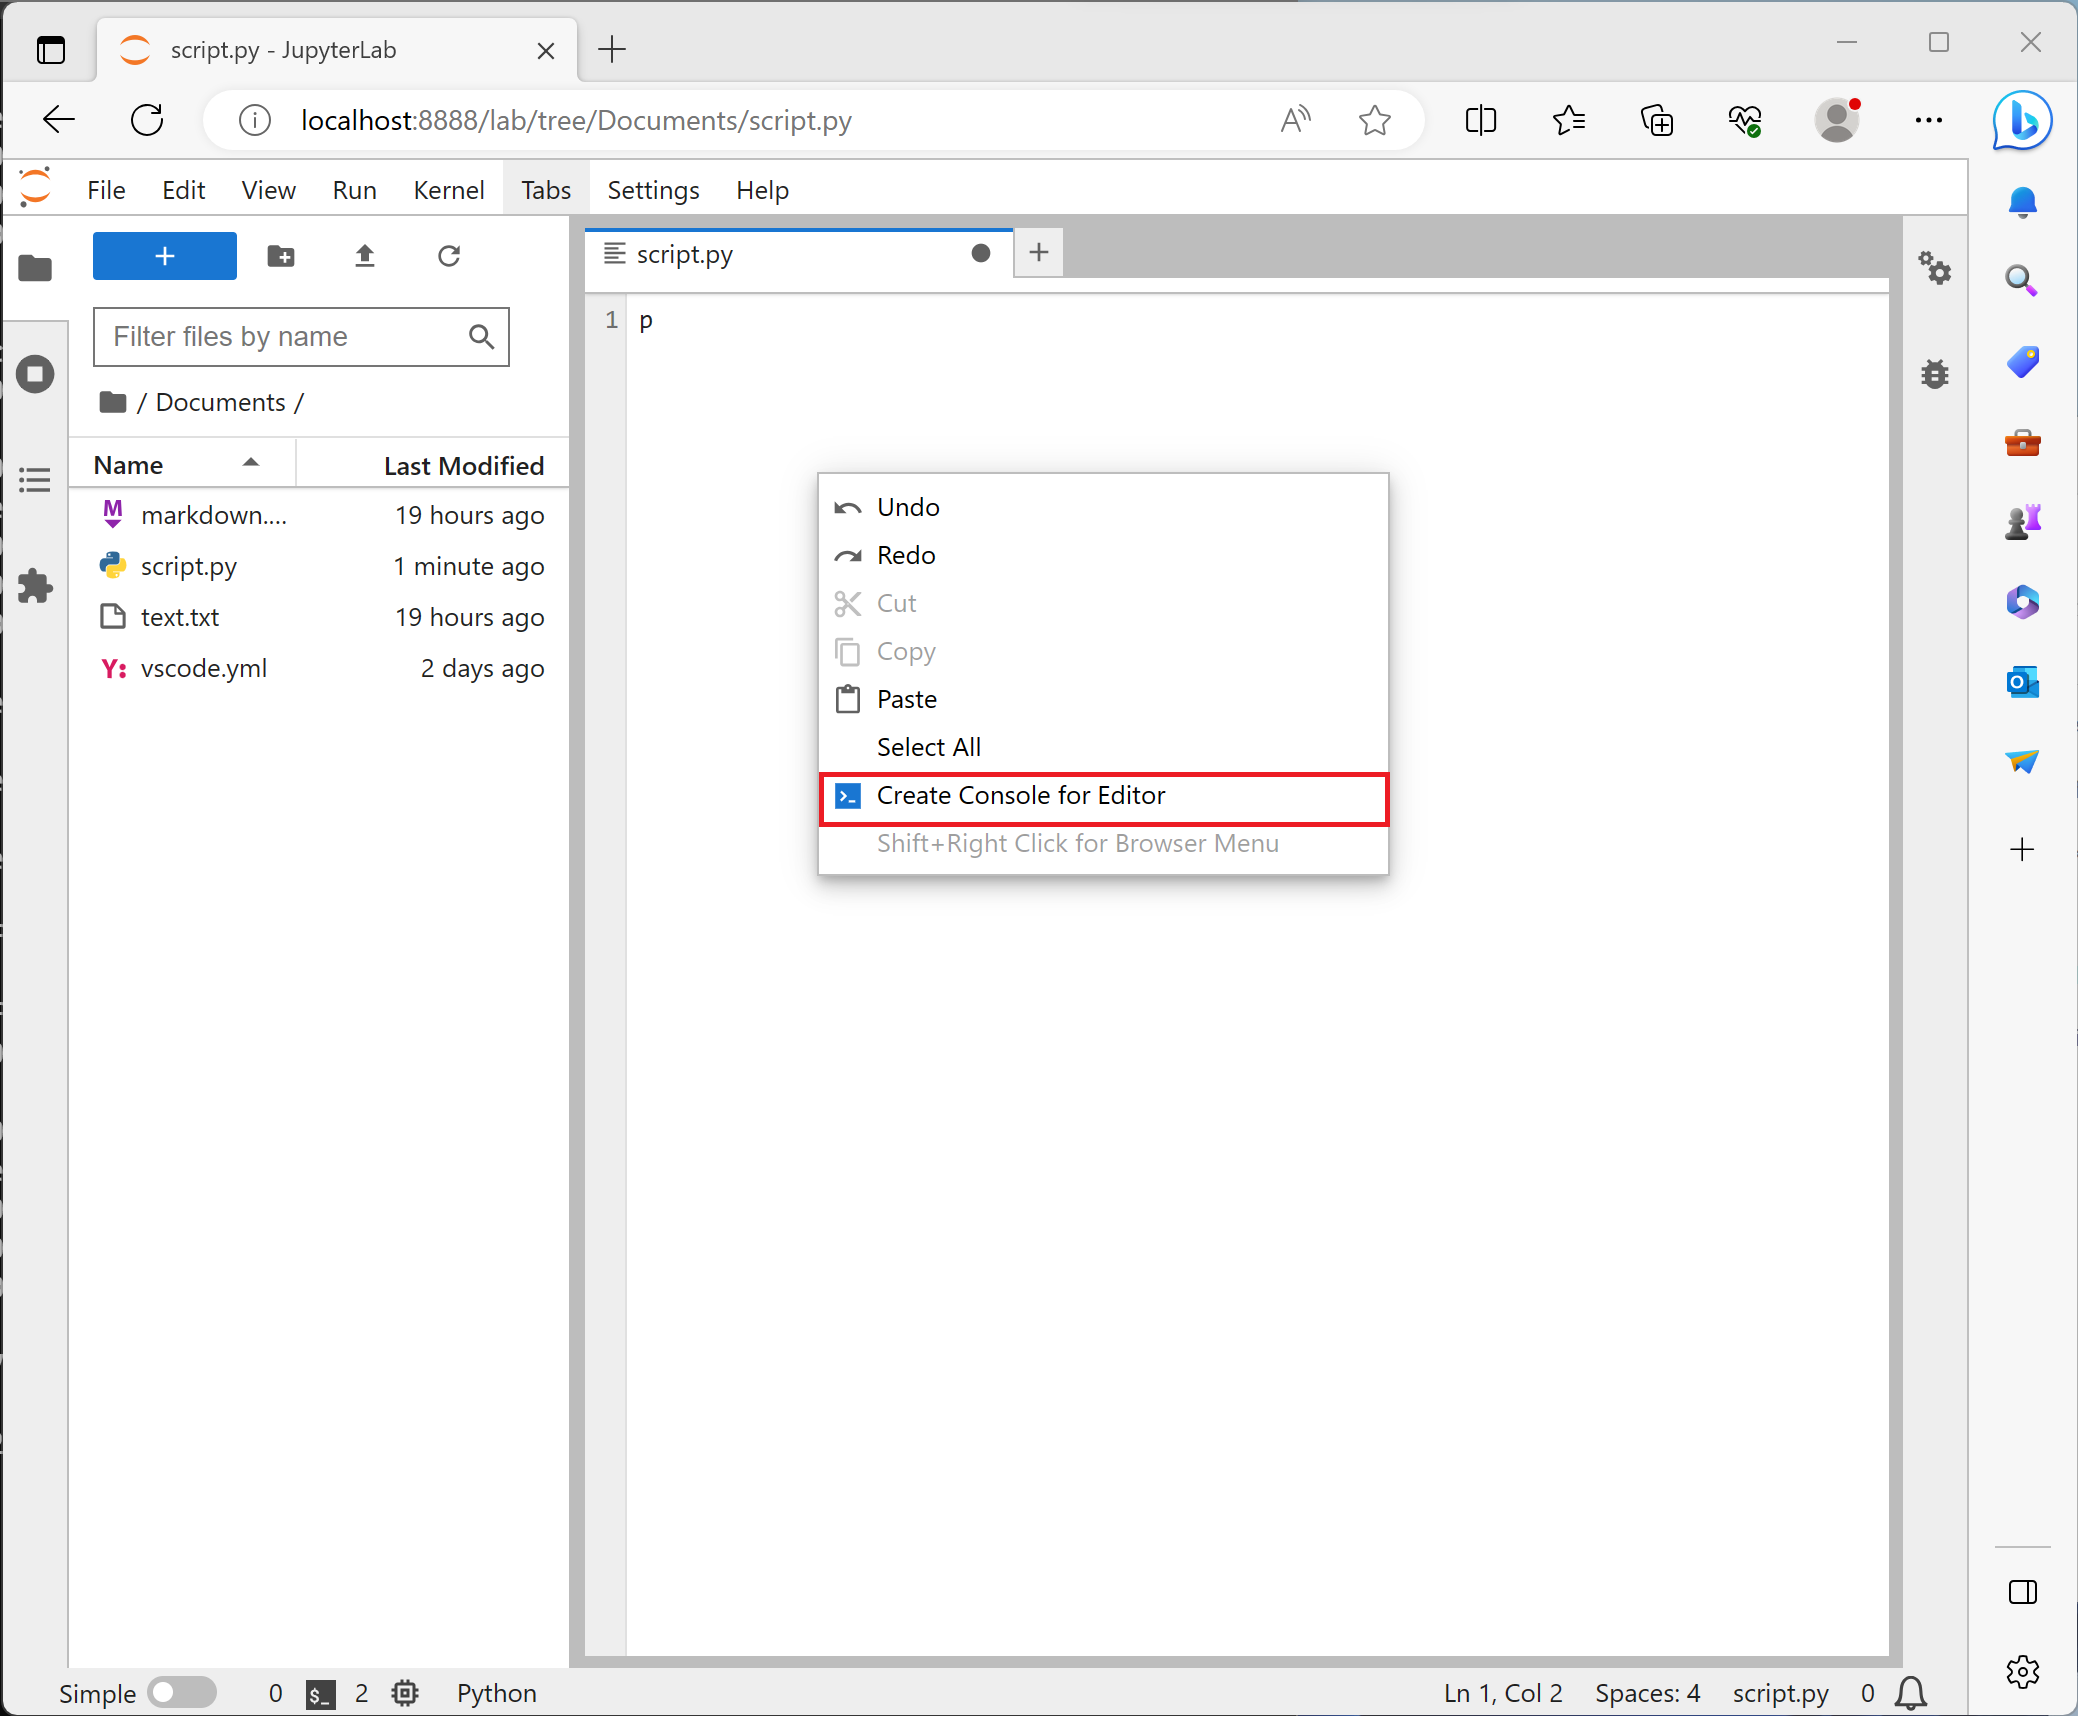 script.py - JupyterLab
localhost:8888/lab/tree/Documents/script.py
File Edit View Run Kernel Tabs Settings Help
Filter files by name
/ Documents /
Name Last Modified
markdown.... 19 hours ago
script.py 1 minute ago
text.txt 19 hours ago
vscode.yml 2 days ago
script.py
1 p
Undo
Redo
Cut
Copy
Paste
Select All
Create Console for Editor
Shift+Right Click for Browser Menu
Simple 0 $_ 2 Python Ln 1, Col 2 Spaces: 4 script.py 0